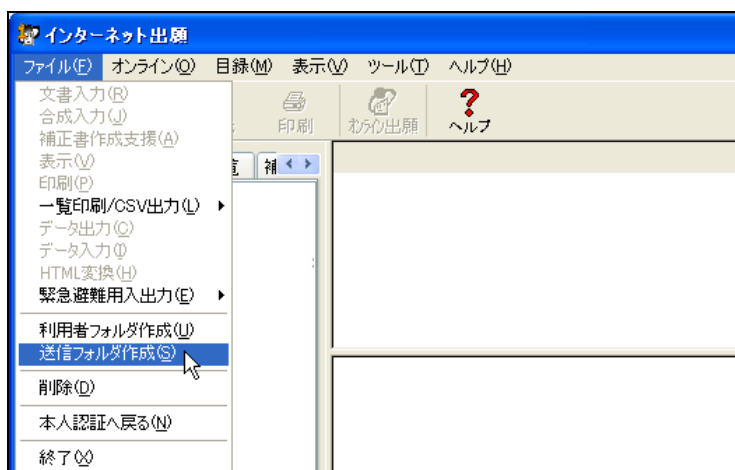 インターネット出願
ファイル(F) オンライン(O) 目録(M) 表示(V) ツール(T) ヘルプ(H)
文書入力(R)
合成入力(J)
補正書作成支援(A)
表示(V)
印刷(P)
一覧印刷/CSV出力(L)
データ出力(C)
データ入力(I)
HTML変換(H)
緊急避難用入出力(E)
利用者フォルダ作成(U)
送信フォルダ作成(S)
削除(D)
本人認証へ戻る(N)
終了(X)
印刷 オンライン出願 ヘルプ
補